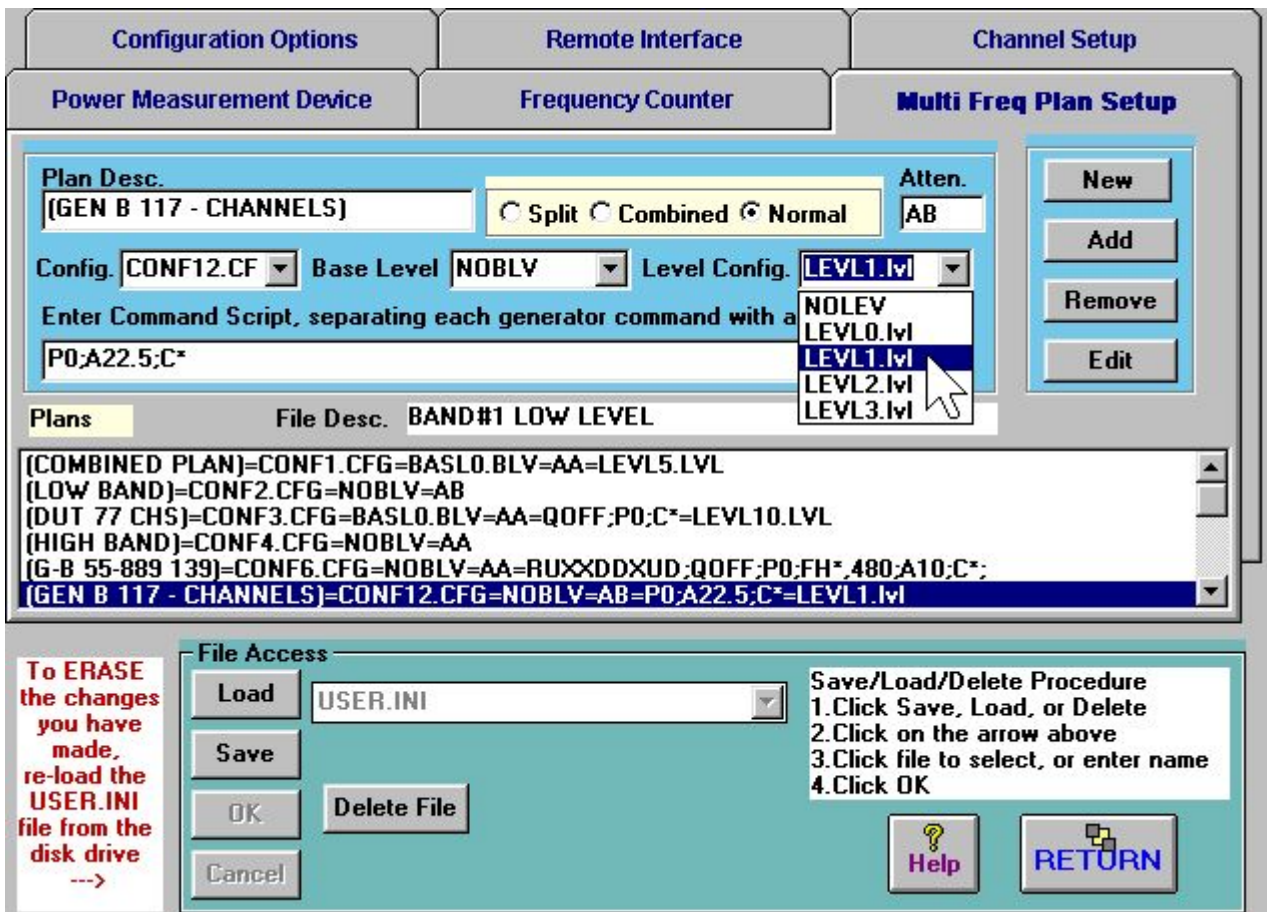 Configuration Options
Remote Interface
Channel Setup
Power Measurement Device
Frequency Counter
Multi Freq Plan Setup
Plan Desc.
(GEN B 117 - CHANNELS)
Split
Combined
Normal
Atten.
AB
Config.
CONF12.CF
Base Level
NOBLV
Level Config.
LEVL1.lvl
NOLEV
LEVL0.lvl
LEVL1.lvl
LEVL2.lvl
LEVL3.lvl
Enter Command Script, separating each generator command with a
P0;A22.5;C*
New
Add
Remove
Edit
Plans
File Desc.
BAND#1 LOW LEVEL
(COMBINED PLAN)=CONF1.CFG=BASL0.BLV=AA=LEVL5.LVL
(LOW BAND)=CONF2.CFG=NOBLV=AB
(DUT 77 CHS)=CONF3.CFG=BASL0.BLV=AA=QOFF;P0;C*=LEVL10.LVL
(HIGH BAND)=CONF4.CFG=NOBLV=AA
(G-B 55-889 139)=CONF6.CFG=NOBLV=AA=RUXXDDXUD;QOFF;P0;FH*,480;A10;C*;
(GEN B 117 - CHANNELS)=CONF12.CFG=NOBLV=AB=P0;A22.5;C*=LEVL1.lvl
To ERASE
the changes
you have
made,
re-load the
USER.INI
file from the
disk drive
--->
File Access
Load
USER.INI
Save
OK
Cancel
Delete File
Save/Load/Delete Procedure
1.Click Save, Load, or Delete
2.Click on the arrow above
3.Click file to select, or enter name
4.Click OK
?
Help
RETURN